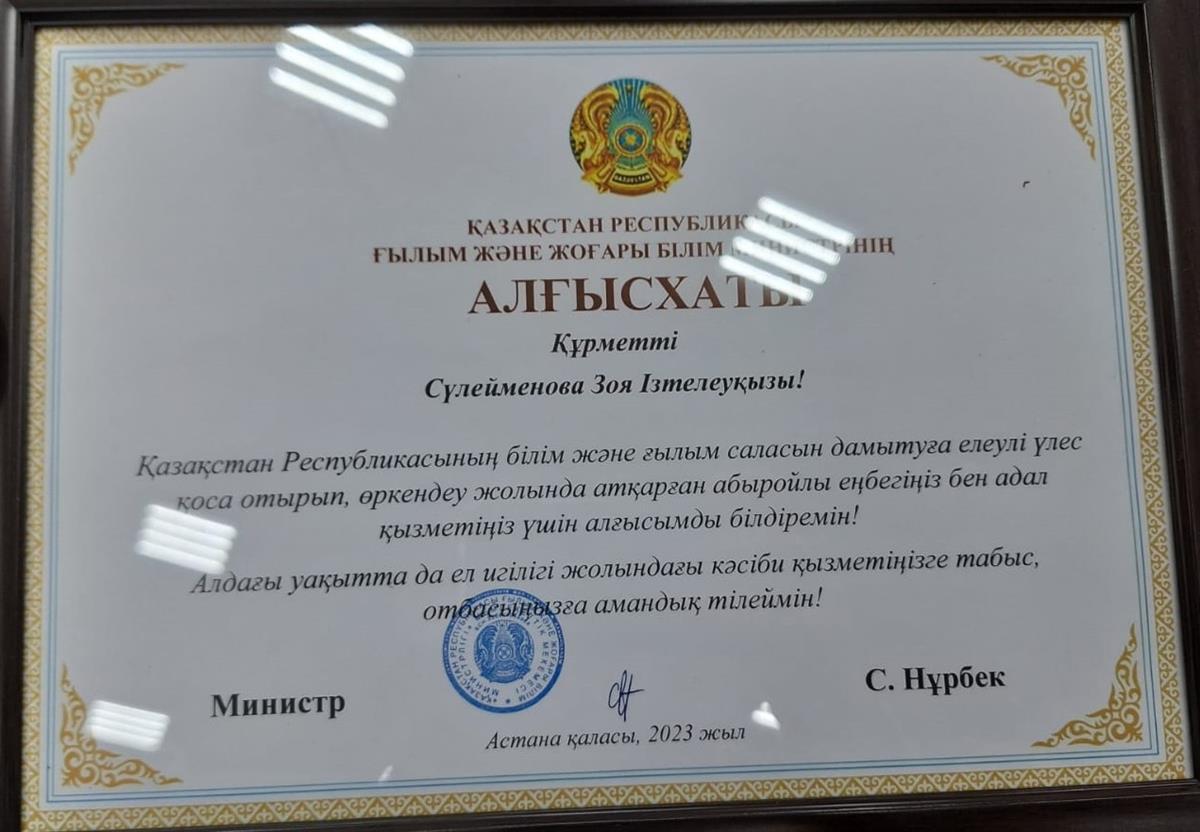 ҚАЗАҚСТАН РЕСПУБЛИКАСЫ
ҒЫЛЫМ ЖӘНЕ ЖОҒАРЫ БІЛІМ МИНИСТРІНІҢ
АЛҒЫСХАТЫ
Құрметті
Сүлейменова Зоя Ізтелеуқызы!
Қазақстан Республикасының білім және ғылым саласын дамытуға елеулі үлес
қоса отырып, өркендеу жолында атқарған абыройлы еңбегіңіз бен адал
қызметіңіз үшін алғысымды білдіремін!
Алдағы уақытта да ел игілігі жолындағы кәсіби қызметіңізге табыс,
отбасыңызға амандық тілеймін!
Министр
С. Нұрбек
Астана қаласы, 2023 жыл